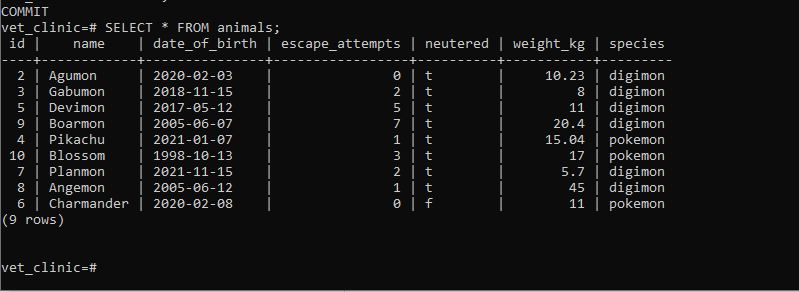 COMMIT
vet_clinic=# SELECT * FROM animals;
 id |    name    | date_of_birth | escape_attempts | neutered | weight_kg | species
----+------------+---------------+-----------------+----------+-----------+---------
  2 | Agumon     | 2020-02-03    |               0 | t        |     10.23 | digimon
  3 | Gabumon    | 2018-11-15    |               2 | t        |         8 | digimon
  5 | Devimon    | 2017-05-12    |               5 | t        |        11 | digimon
  9 | Boarmon    | 2005-06-07    |               7 | t        |      20.4 | digimon
  4 | Pikachu    | 2021-01-07    |               1 | t        |     15.04 | pokemon
 10 | Blossom    | 1998-10-13    |               3 | t        |        17 | pokemon
  7 | Planmon    | 2021-11-15    |               2 | t        |       5.7 | digimon
  8 | Angemon    | 2005-06-12    |               1 | t        |        45 | digimon
  6 | Charmander | 2020-02-08    |               0 | f        |        11 | pokemon
(9 rows)
vet_clinic=#